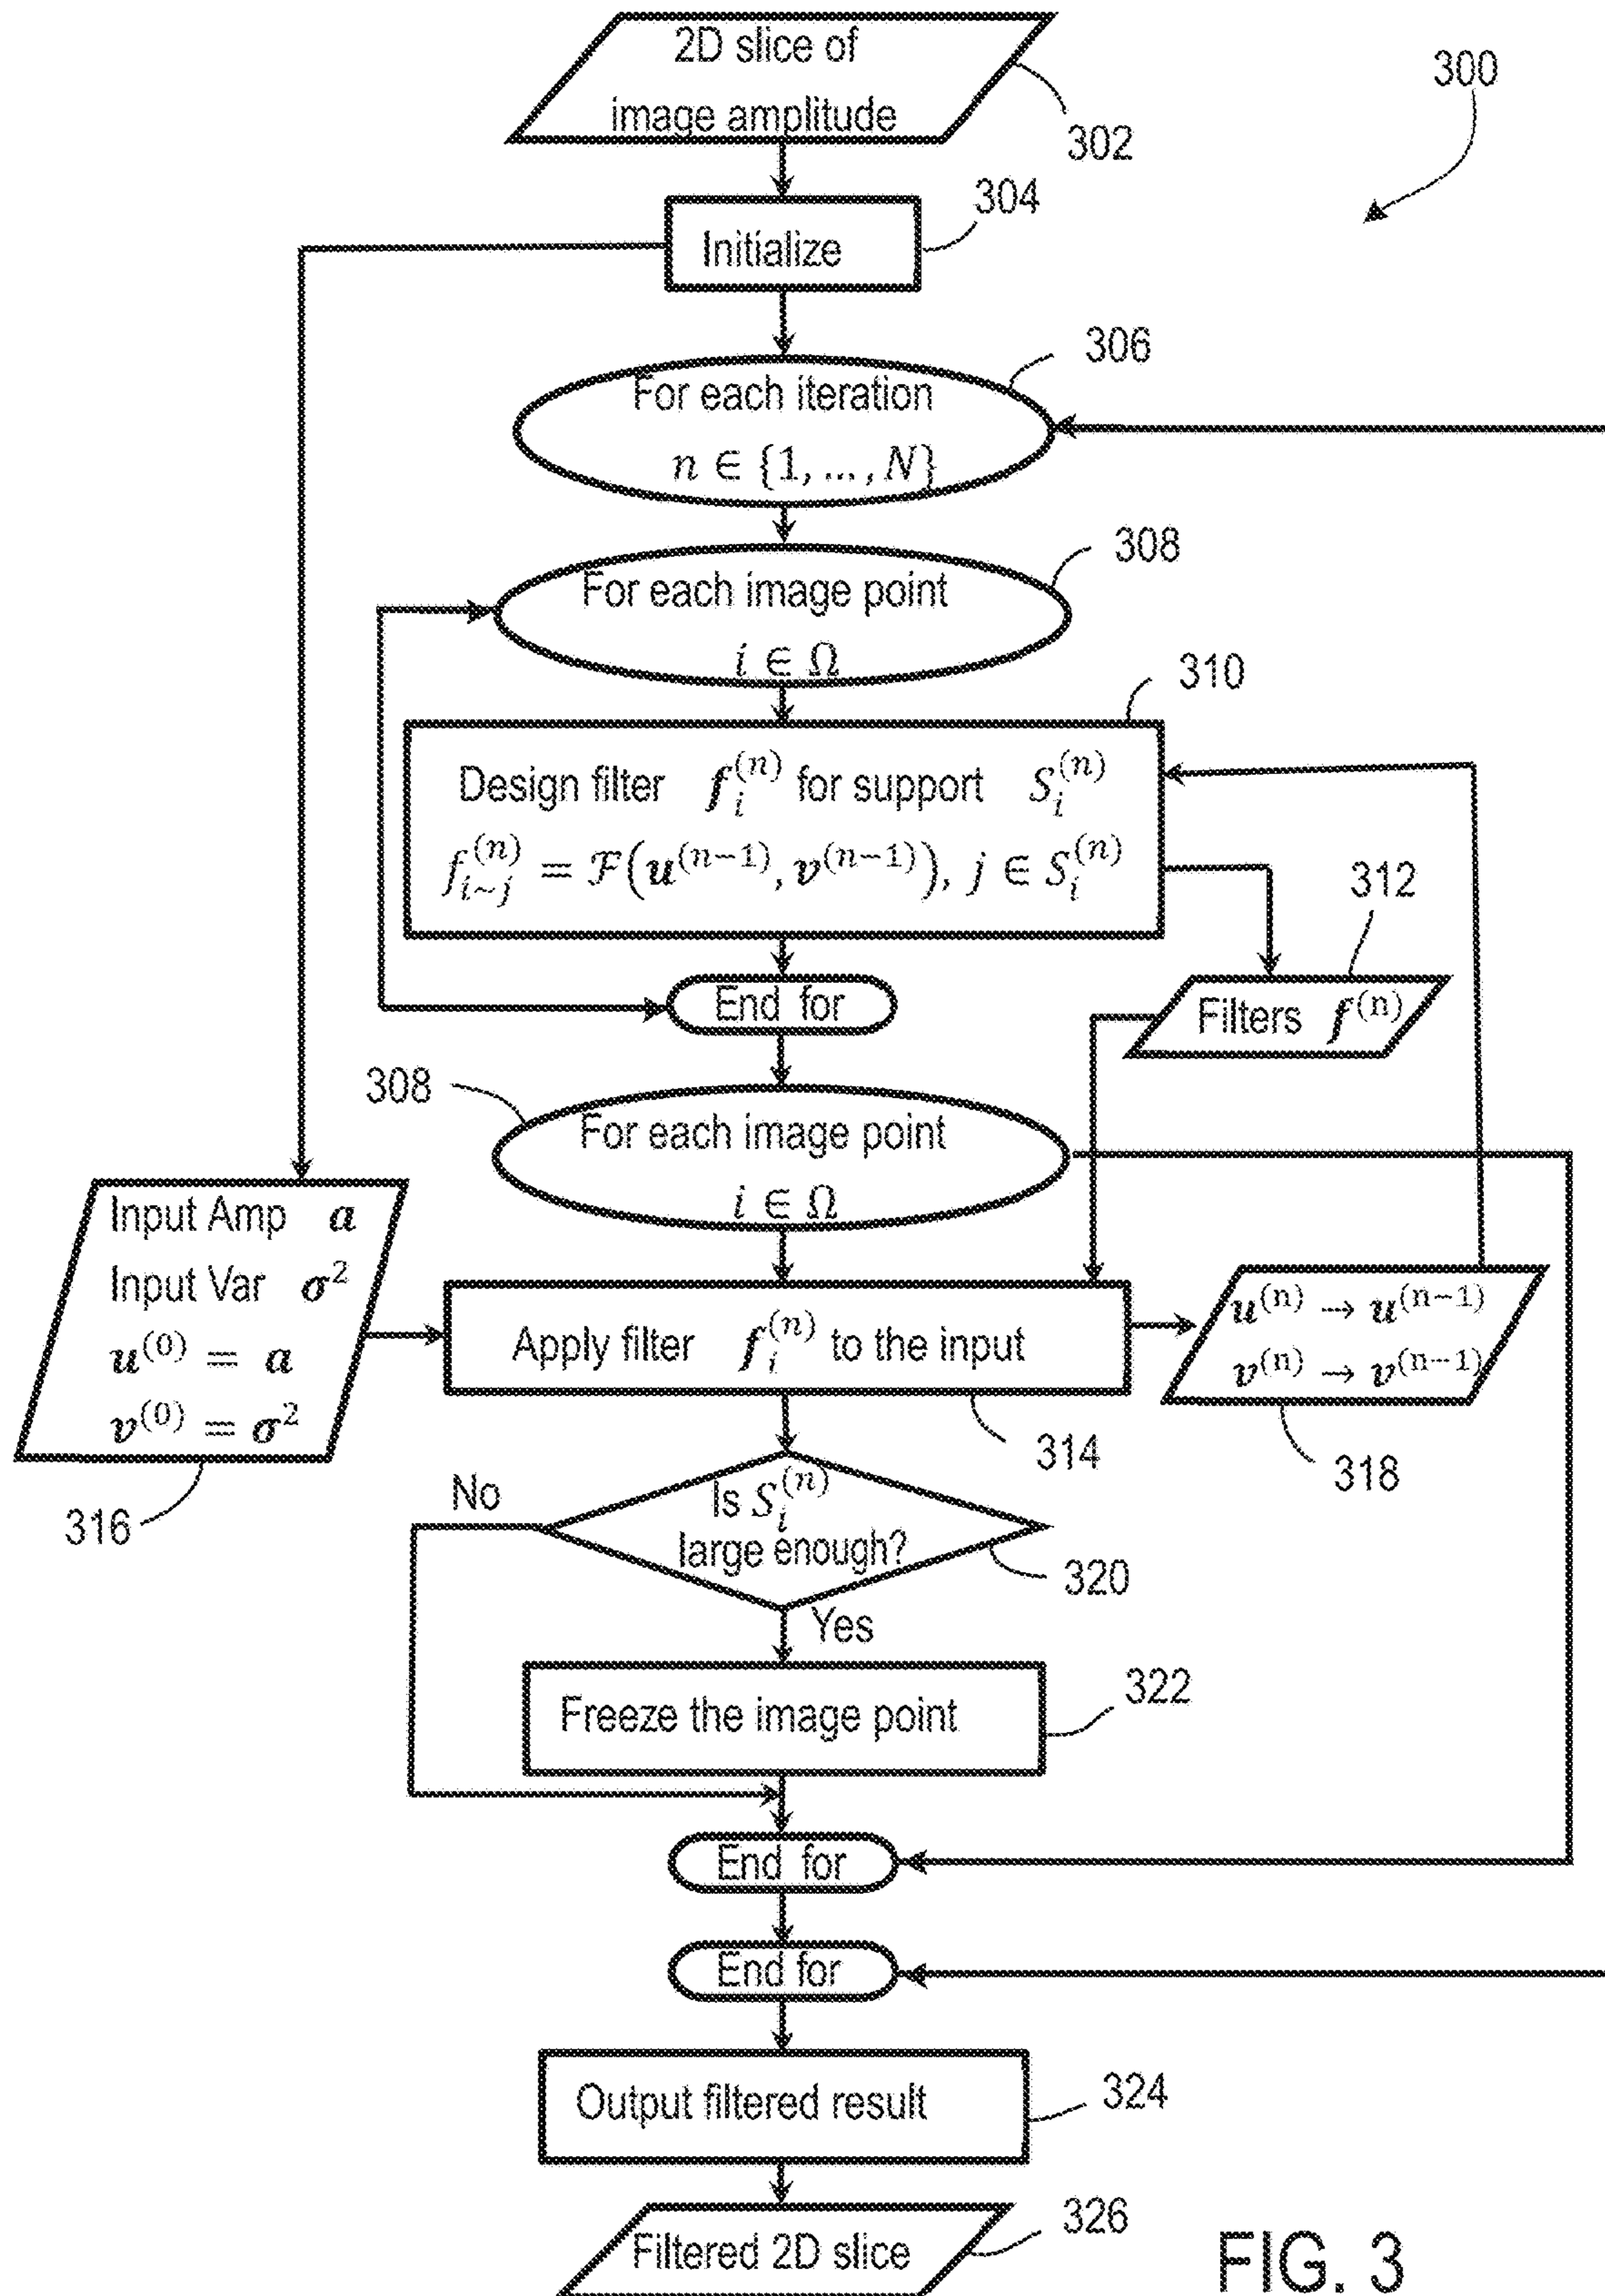 2D slice of
image amplitude
302
300
304
Initialize
306
For each iteration
n ∈ {1, ..., N}
308
For each image point
i ∈ Ω
310
Design filter f_i^(n) for support S_i^(n)
f_{i~j}^(n) = ℱ(u^(n-1), v^(n-1)), j ∈ S_i^(n)
312
Filters f^(n)
End for
308
For each image point
i ∈ Ω
Input Amp a
Input Var σ²
u^(0) = a
v^(0) = σ²
316
Apply filter f_i^(n) to the input
314
u^(n) → u^(n-1)
v^(n) → v^(n-1)
318
No
Is S_i^(n)
large enough?
320
Yes
Freeze the image point
322
End for
End for
Output filtered result
324
Filtered 2D slice
326
FIG. 3